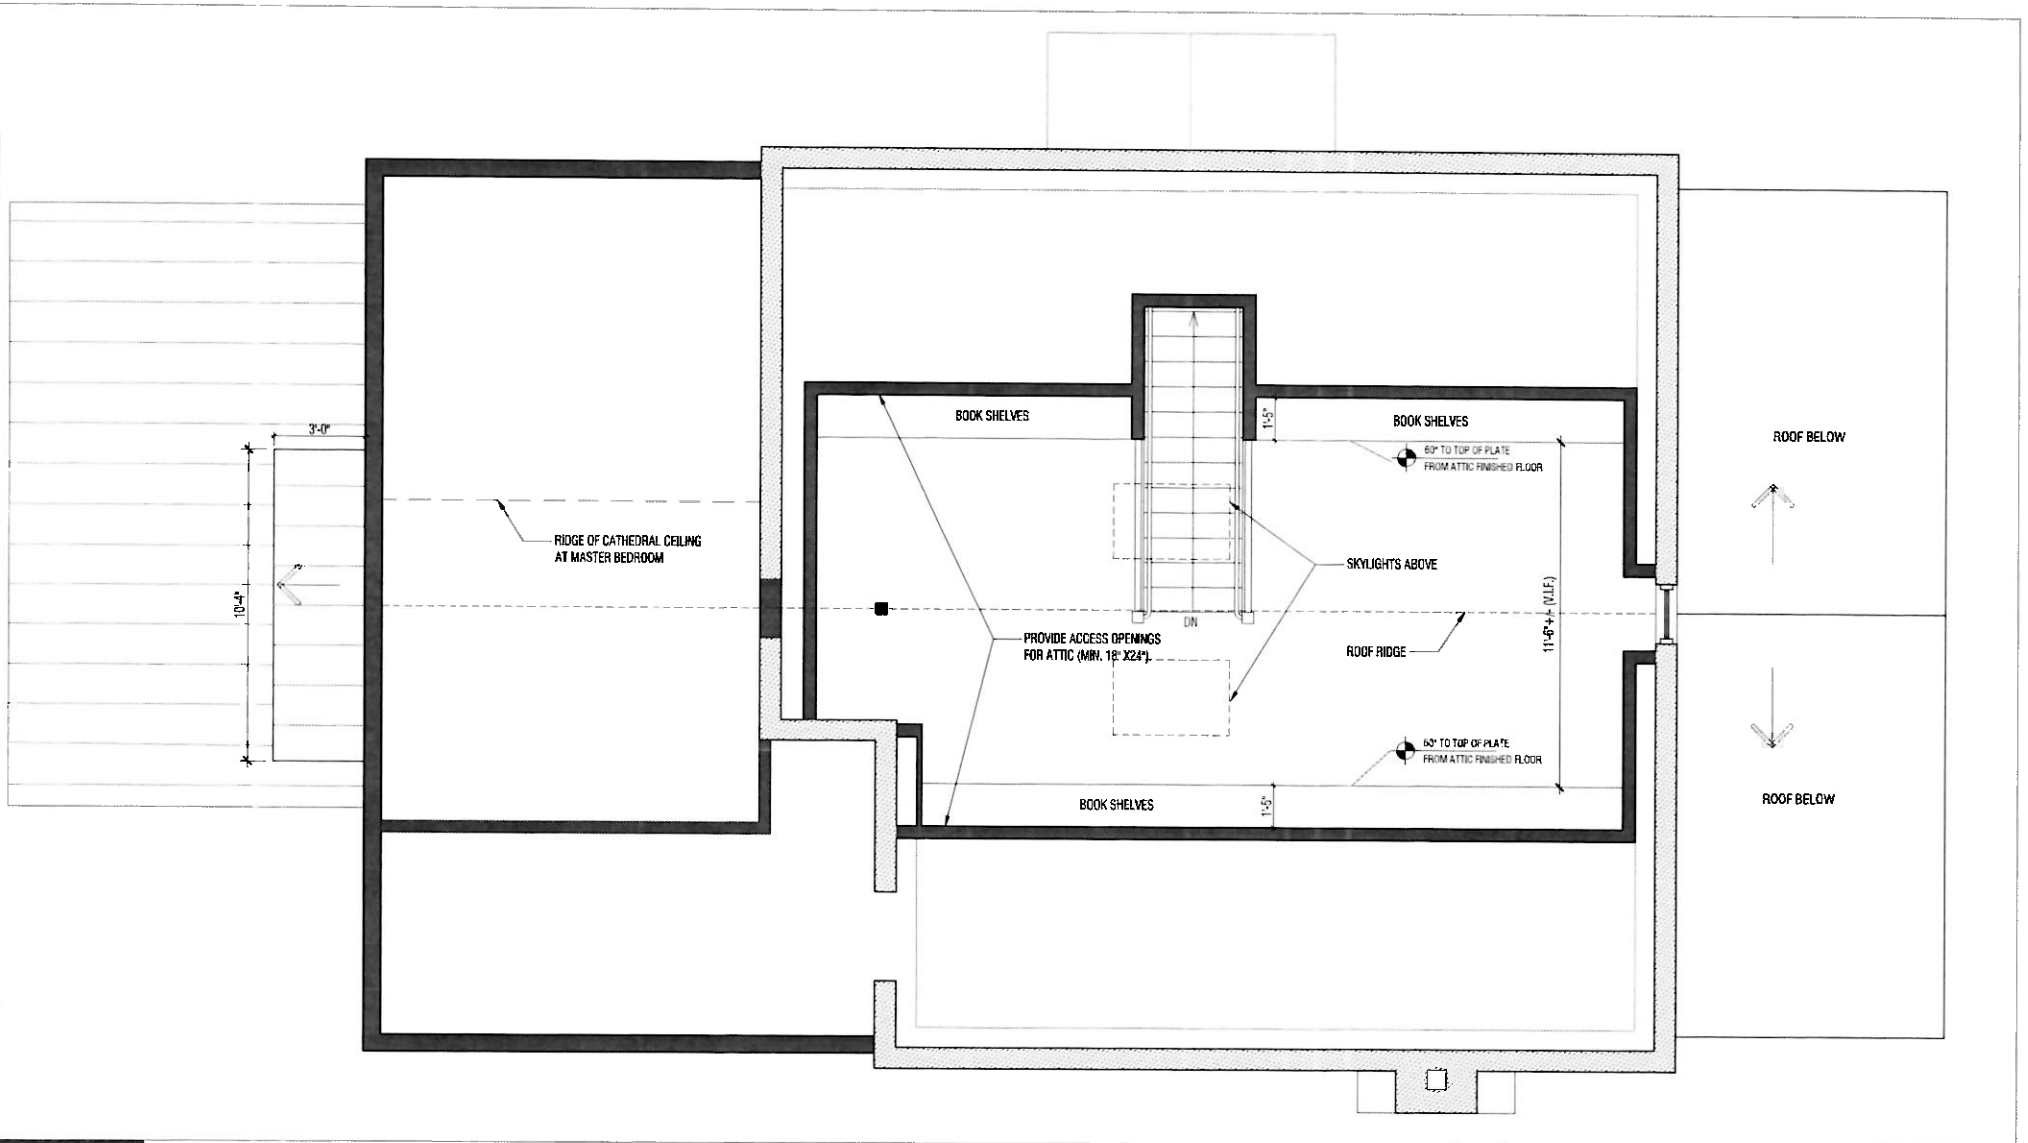 BOOK SHELVES
1'-5"
BOOK SHELVES
3'-0"
ROOF BELOW
60" TO TOP OF PLATE
FROM ATTIC FINISHED FLOOR
RIDGE OF CATHEDRAL CEILING
AT MASTER BEDROOM
SKYLIGHTS ABOVE
10'-4"
11'-6"+/- (V.I.F.)
DN
PROVIDE ACCESS OPENINGS
FOR ATTIC (MIN. 18" X24").
ROOF RIDGE
60" TO TOP OF PLATE
FROM ATTIC FINISHED FLOOR
BOOK SHELVES
1'-5"
ROOF BELOW